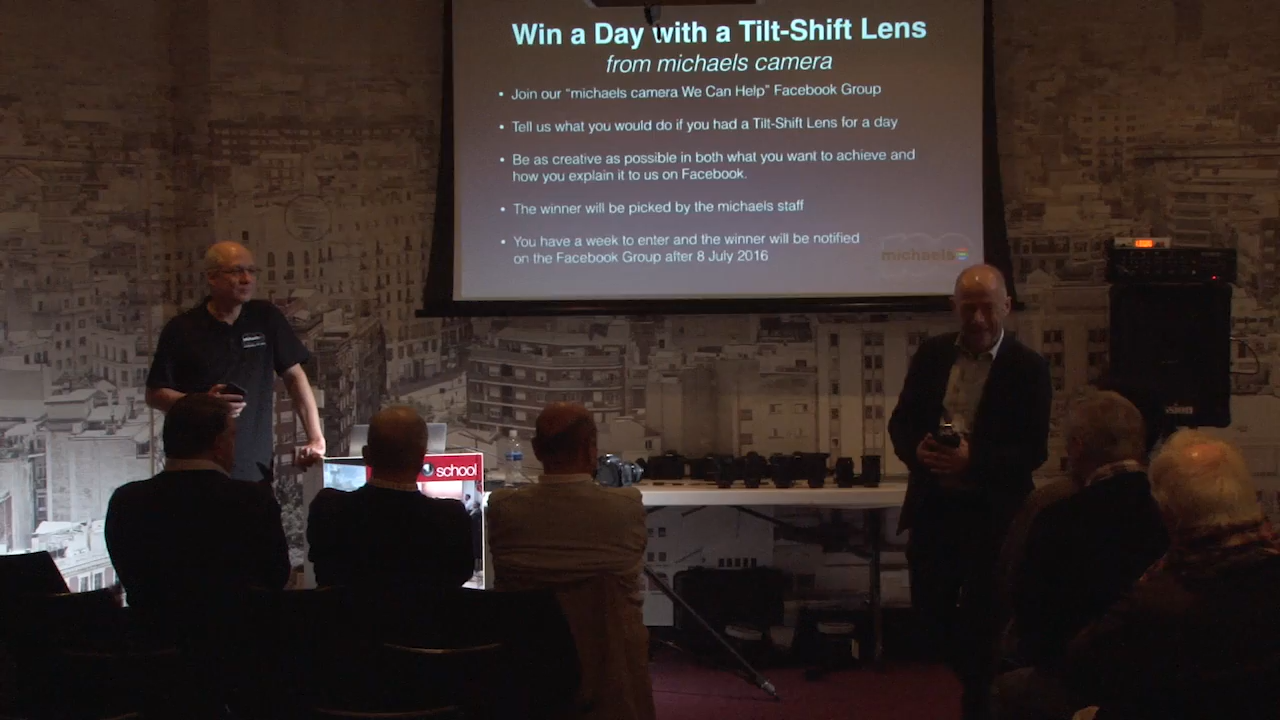 Win a Day with a Tilt-Shift Lens
from michaels camera
• Join our “michaels camera We Can Help” Facebook Group
• Tell us what you would do if you had a Tilt-Shift Lens for a day
• Be as creative as possible in both what you want to achieve and
how you explain it to us on Facebook.
• The winner will be picked by the michaels staff
• You have a week to enter and the winner will be notified
on the Facebook Group after 8 July 2016
michaels
school